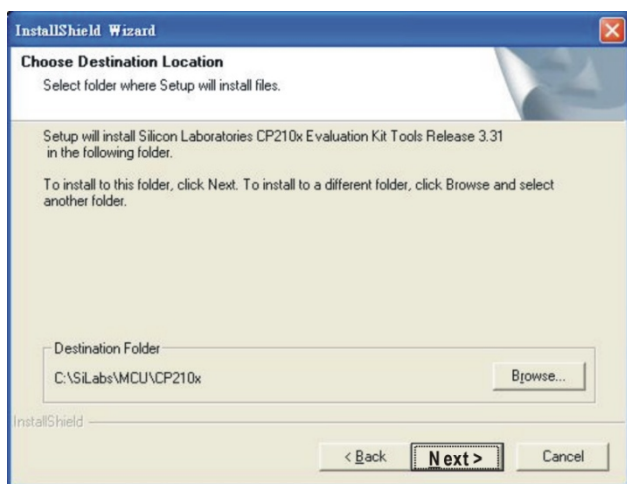 InstallShield Wizard
Choose Destination Location
Select folder where Setup will install files.
Setup will install Silicon Laboratories CP210x Evaluation Kit Tools Release 3.31
in the following folder.
To install to this folder, click Next. To install to a different folder, click Browse and select
another folder.
Destination Folder
C:\SiLabs\MCU\CP210x
Browse...
InstallShield
< Back
Next >
Cancel